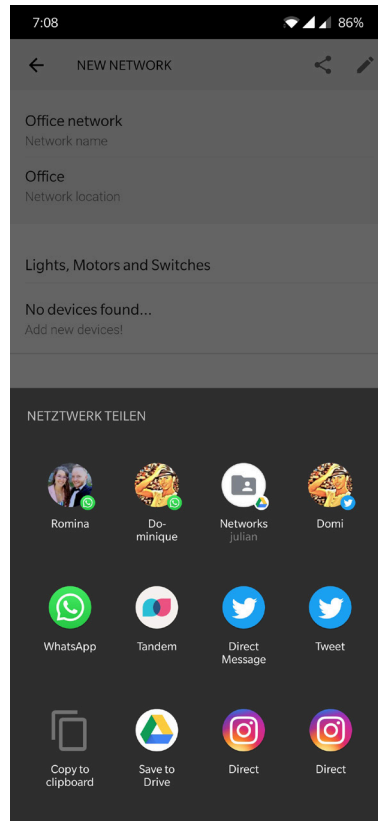 7:08 86%
NEW NETWORK
Office network
Network name
Office
Network location
Lights, Motors and Switches
No devices found...
Add new devices!
NETZTWERK TEILEN
Romina
Do-
minique
Networks
julian
Domi
WhatsApp
Tandem
Direct
Message
Tweet
Copy to
clipboard
Save to
Drive
Direct
Direct